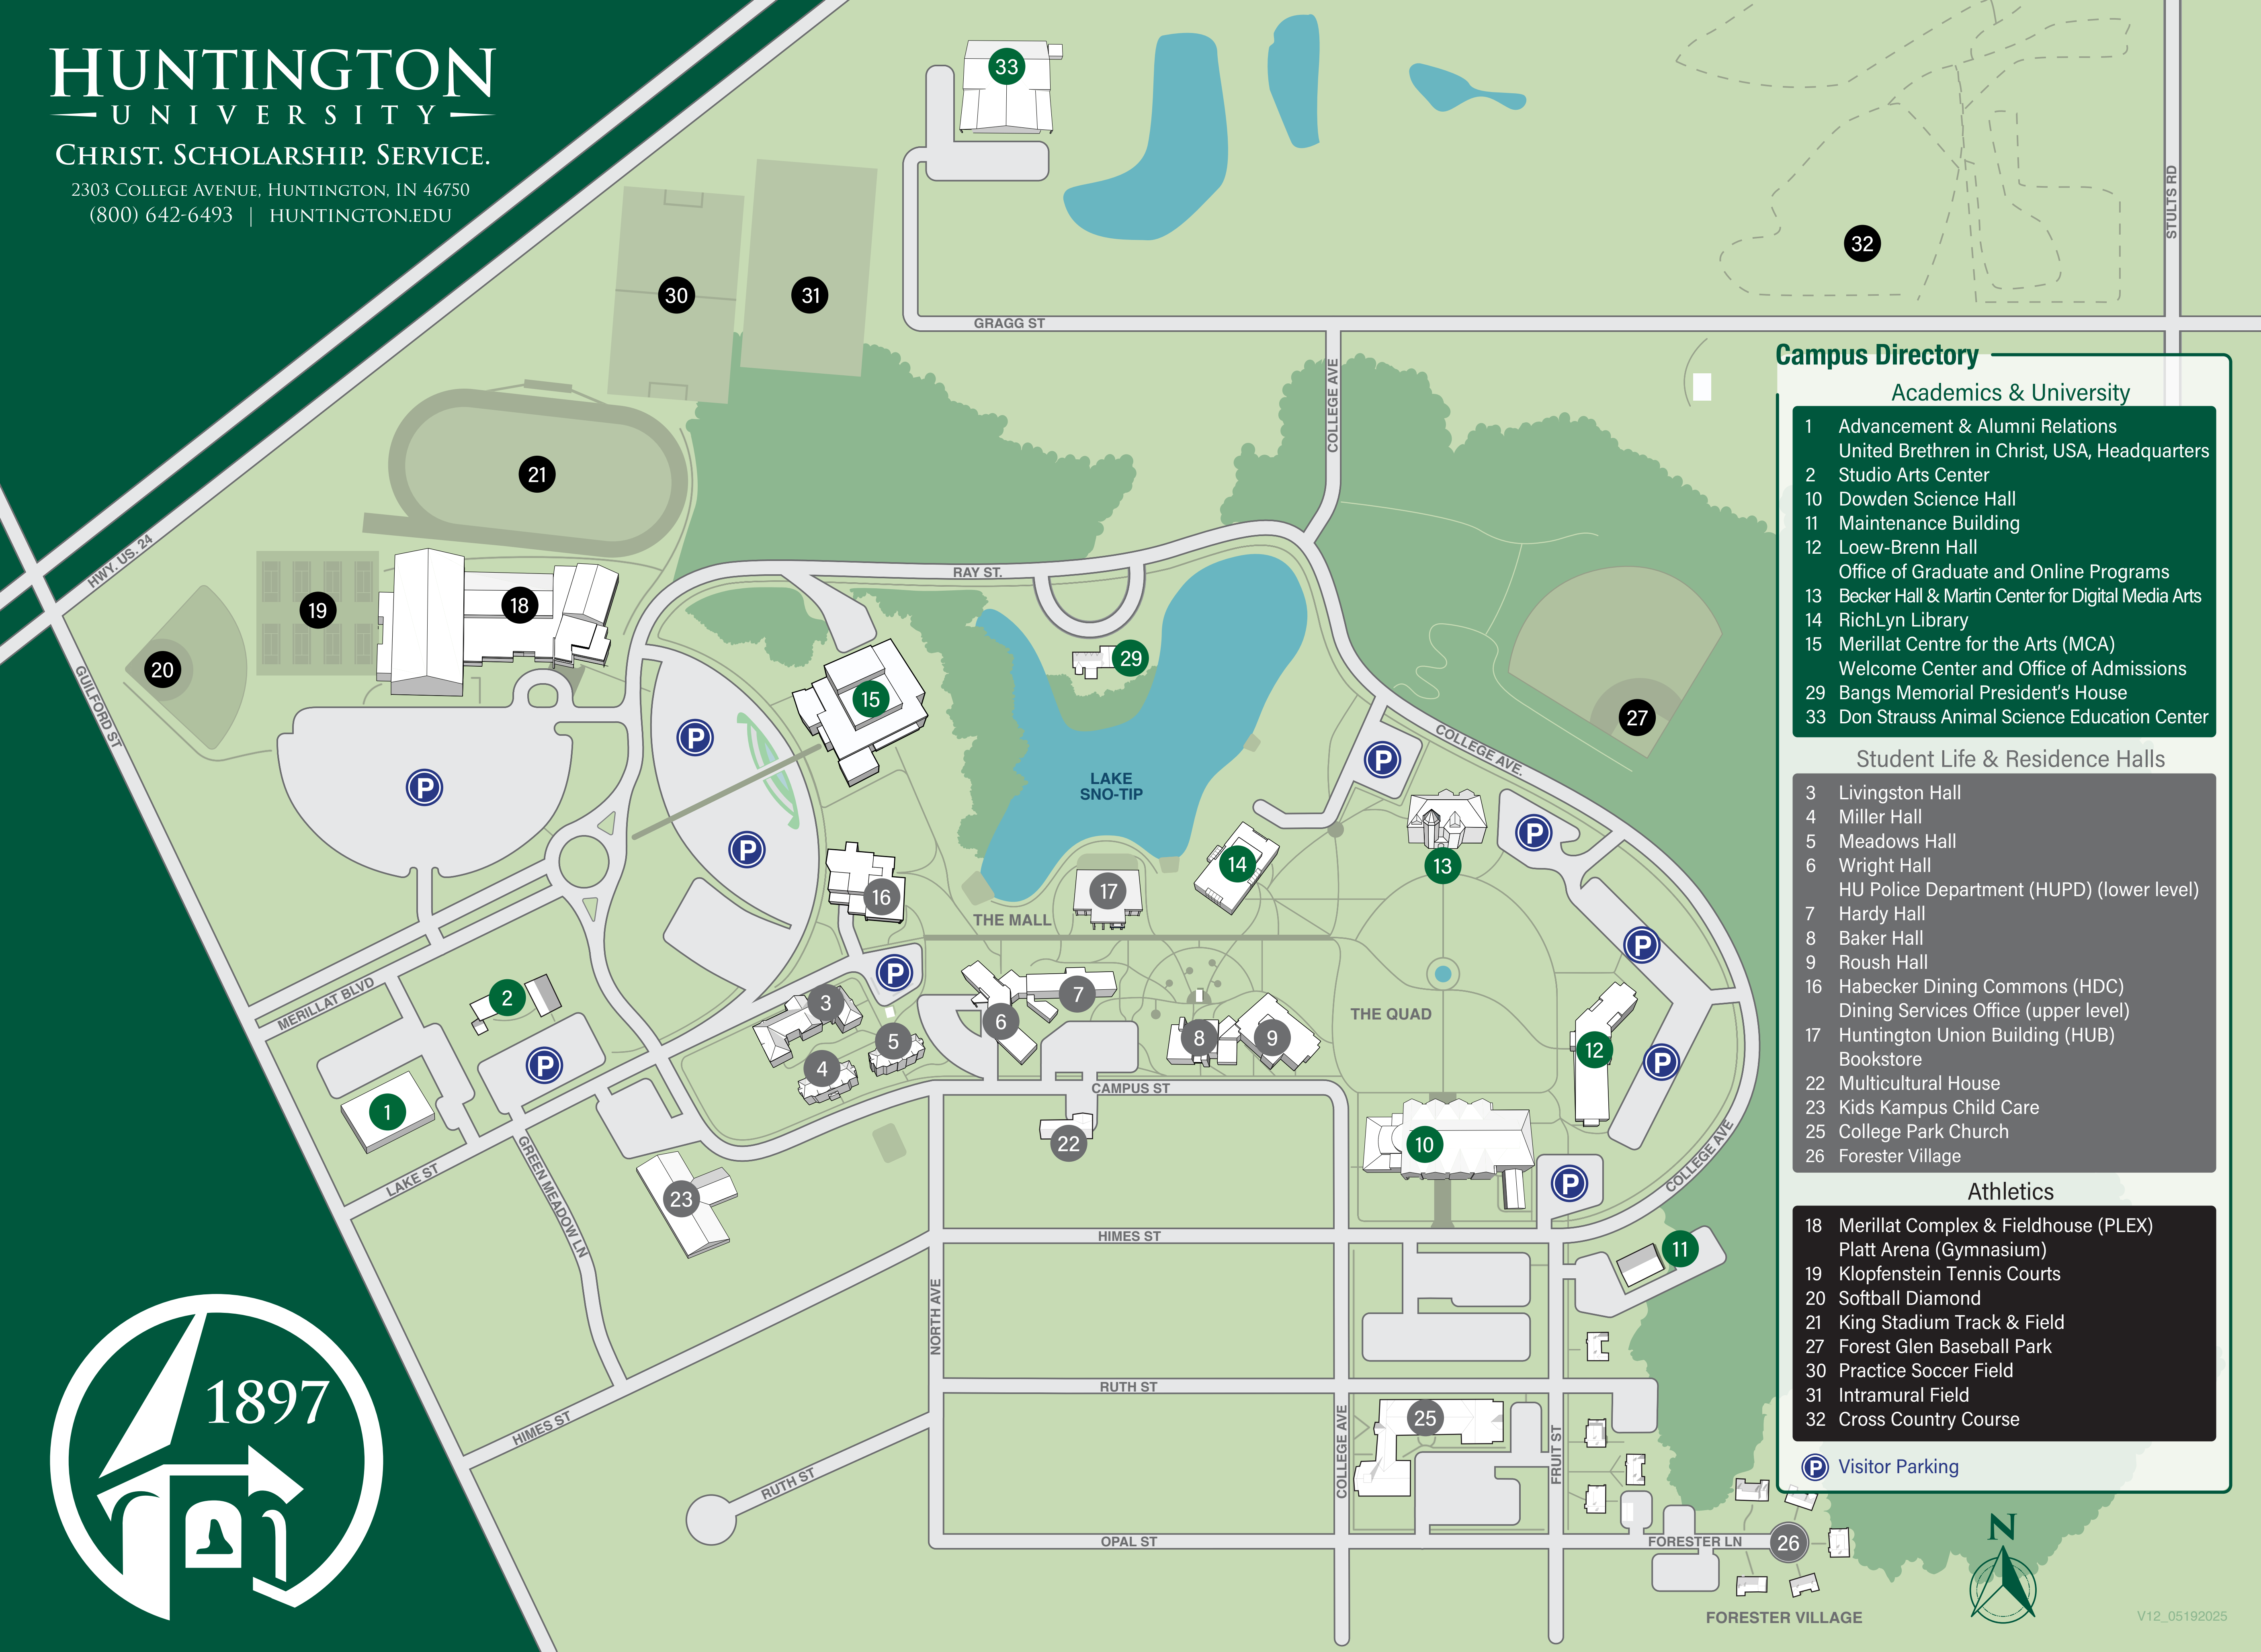 HUNTINGTON
UNIVERSITY
CHRIST. SCHOLARSHIP. SERVICE.
2303 COLLEGE AVENUE, HUNTINGTON, IN 46750
(800) 642-6493 | HUNTINGTON.EDU
33
STULTS RD
32
30
31
GRAGG ST
COLLEGE AVE
21
HWY. US. 24
RAY ST.
19
18
20
GUILFORD ST
15
29
27
P
P
P
P
P
COLLEGE AVE.
LAKE
SNO-TIP
14
13
16
17
THE MALL
P
P
MERILLAT BLVD
2
3
7
6
5
8
9
THE QUAD
12
P
P
4
1
CAMPUS ST
22
10
P
COLLEGE AVE
LAKE ST
GREEN MEADOW LN
23
HIMES ST
11
NORTH AVE
RUTH ST
HIMES ST
RUTH ST
COLLEGE AVE
25
FRUIT ST
OPAL ST
FORESTER LN
26
FORESTER VILLAGE
1897
Campus Directory
Academics & University
1 Advancement & Alumni Relations
United Brethren in Christ, USA, Headquarters
2 Studio Arts Center
10 Dowden Science Hall
11 Maintenance Building
12 Loew-Brenn Hall
Office of Graduate and Online Programs
13 Becker Hall & Martin Center for Digital Media Arts
14 RichLyn Library
15 Merillat Centre for the Arts (MCA)
Welcome Center and Office of Admissions
29 Bangs Memorial President's House
33 Don Strauss Animal Science Education Center
Student Life & Residence Halls
3 Livingston Hall
4 Miller Hall
5 Meadows Hall
6 Wright Hall
HU Police Department (HUPD) (lower level)
7 Hardy Hall
8 Baker Hall
9 Roush Hall
16 Habecker Dining Commons (HDC)
Dining Services Office (upper level)
17 Huntington Union Building (HUB)
Bookstore
22 Multicultural House
23 Kids Kampus Child Care
25 College Park Church
26 Forester Village
Athletics
18 Merillat Complex & Fieldhouse (PLEX)
Platt Arena (Gymnasium)
19 Klopfenstein Tennis Courts
20 Softball Diamond
21 King Stadium Track & Field
27 Forest Glen Baseball Park
30 Practice Soccer Field
31 Intramural Field
32 Cross Country Course
P Visitor Parking
N
V12_05192025